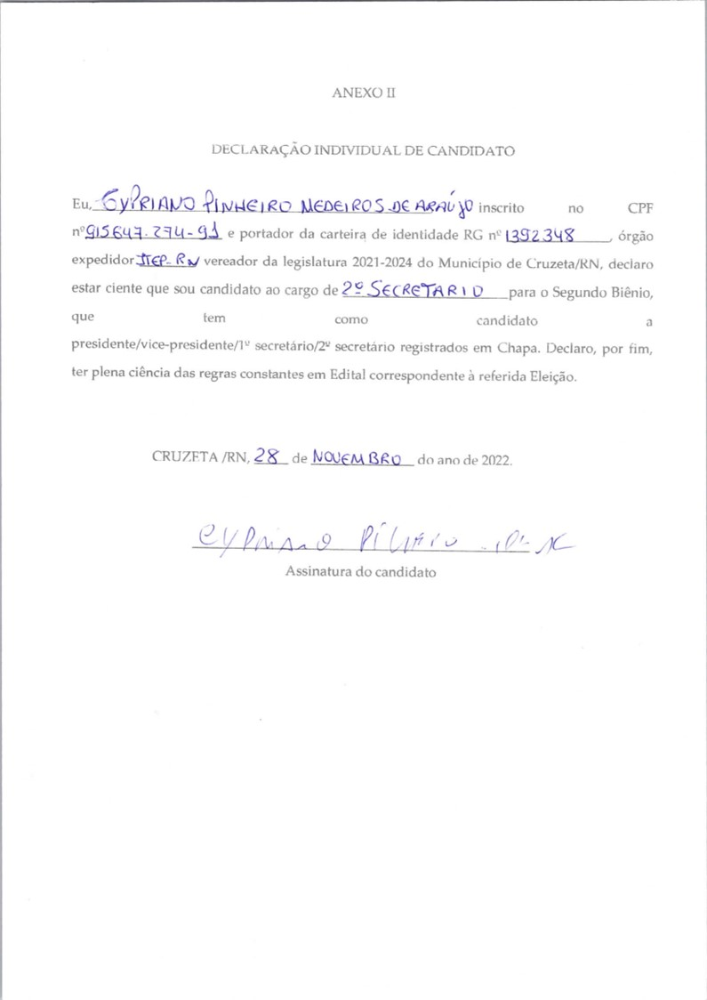 ANEXO II
DECLARAÇÃO INDIVIDUAL DE CANDIDATO
Eu, CYPRIANO PINHEIRO MEDEIROS DE ARAÚJO inscrito no CPF
nº 915647.274-91 e portador da carteira de identidade RG nº 1392348, órgão
expedidor ITEP-RN vereador da legislatura 2021-2024 do Município de Cruzeta/RN, declaro
estar ciente que sou candidato ao cargo de 2º SECRETARIO para o Segundo Biênio,
que tem como candidato a
presidente/vice-presidente/1º secretário/2º secretário registrados em Chapa. Declaro, por fim,
ter plena ciência das regras constantes em Edital correspondente à referida Eleição.
CRUZETA /RN, 28 de NOVEMBRO do ano de 2022.
CYPRIANO
Assinatura do candidato